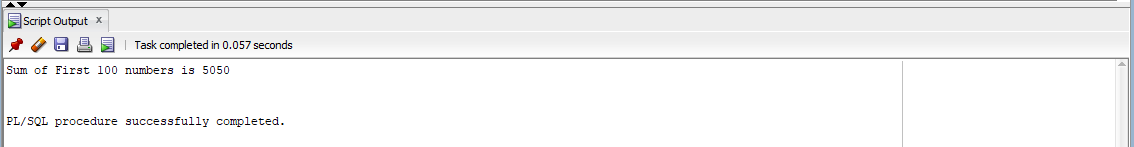 Script Output x
Task completed in 0.057 seconds
Sum of First 100 numbers is 5050
PL/SQL procedure successfully completed.